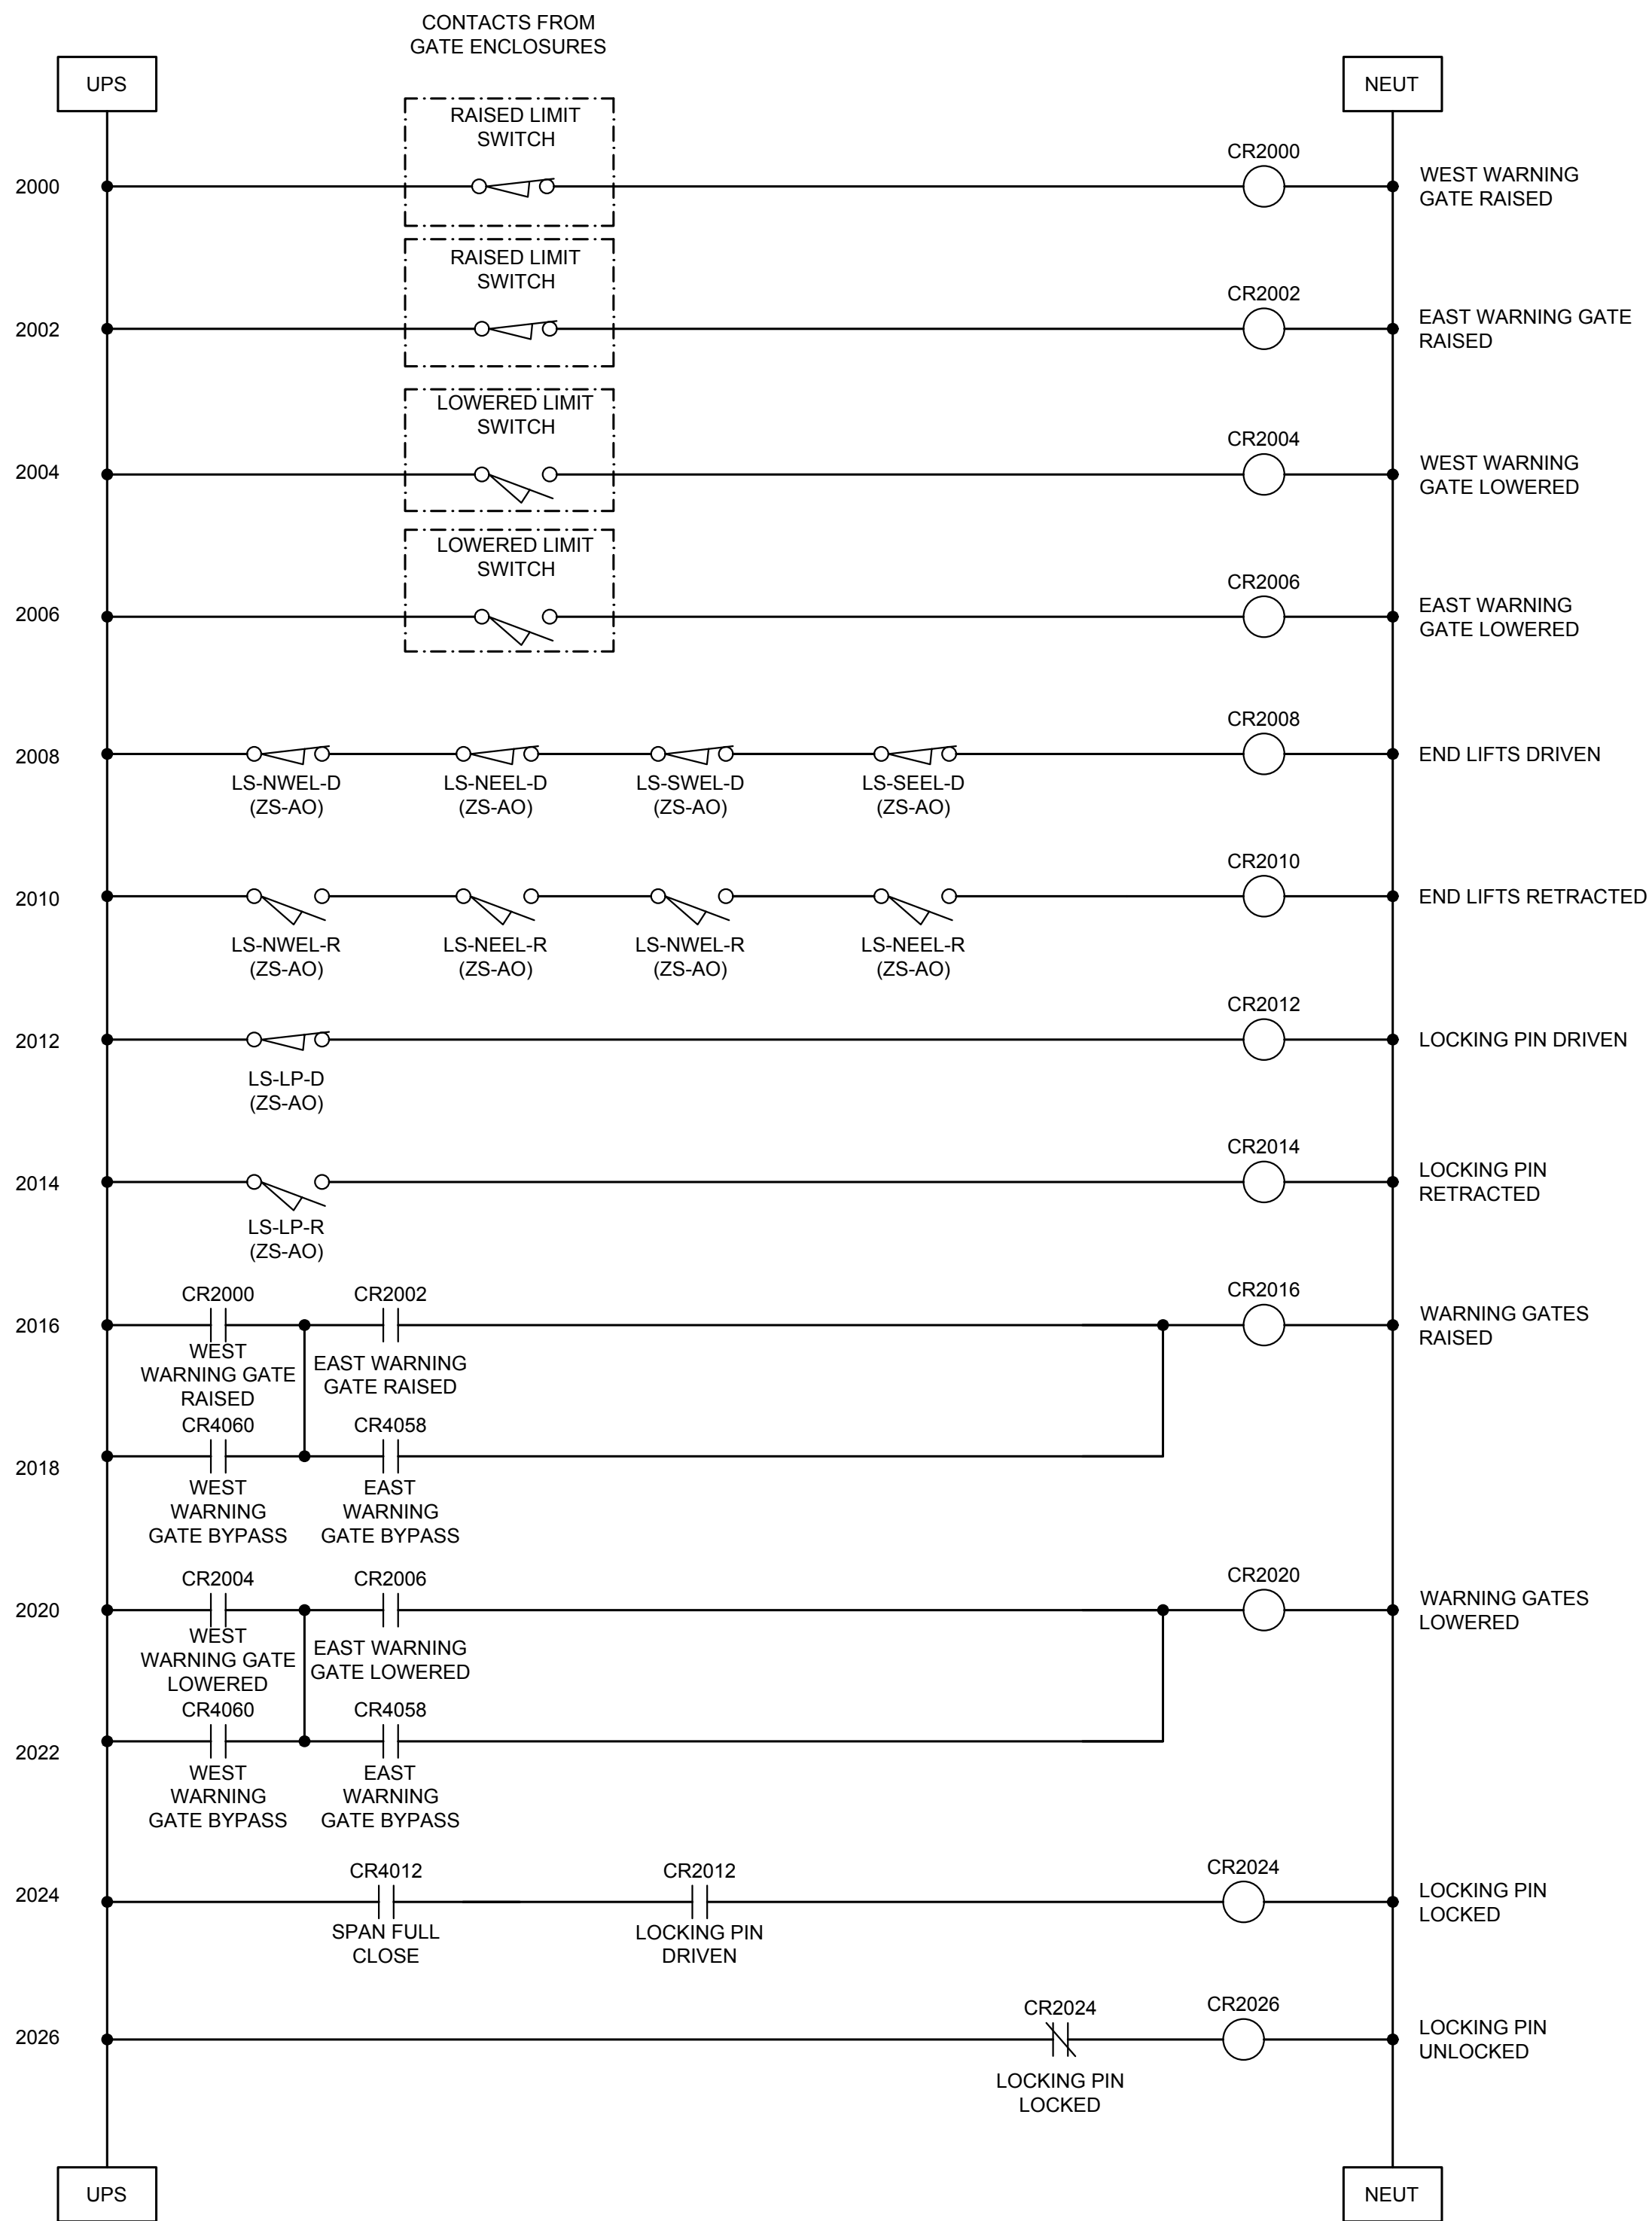 CONTACTS FROM
GATE ENCLOSURES
UPS
NEUT
RAISED LIMIT
SWITCH
CR2000
2000
WEST WARNING
GATE RAISED
RAISED LIMIT
SWITCH
CR2002
2002
EAST WARNING GATE
RAISED
LOWERED LIMIT
SWITCH
CR2004
2004
WEST WARNING
GATE LOWERED
LOWERED LIMIT
SWITCH
CR2006
2006
EAST WARNING
GATE LOWERED
CR2008
2008
END LIFTS DRIVEN
LS-NWEL-D
(ZS-AO)
LS-NEEL-D
(ZS-AO)
LS-SWEL-D
(ZS-AO)
LS-SEEL-D
(ZS-AO)
CR2010
2010
END LIFTS RETRACTED
LS-NWEL-R
(ZS-AO)
LS-NEEL-R
(ZS-AO)
LS-NWEL-R
(ZS-AO)
LS-NEEL-R
(ZS-AO)
CR2012
2012
LOCKING PIN DRIVEN
LS-LP-D
(ZS-AO)
CR2014
2014
LOCKING PIN
RETRACTED
LS-LP-R
(ZS-AO)
CR2000
CR2002
CR2016
2016
WARNING GATES
RAISED
WEST
WARNING GATE
RAISED
EAST WARNING
GATE RAISED
CR4060
CR4058
2018
WEST
WARNING
GATE BYPASS
EAST
WARNING
GATE BYPASS
CR2004
CR2006
CR2020
2020
WARNING GATES
LOWERED
WEST
WARNING GATE
LOWERED
EAST WARNING
GATE LOWERED
CR4060
CR4058
2022
WEST
WARNING
GATE BYPASS
EAST
WARNING
GATE BYPASS
CR4012
CR2012
CR2024
2024
LOCKING PIN
LOCKED
SPAN FULL
CLOSE
LOCKING PIN
DRIVEN
CR2024
CR2026
2026
LOCKING PIN
UNLOCKED
LOCKING PIN
LOCKED
UPS
NEUT